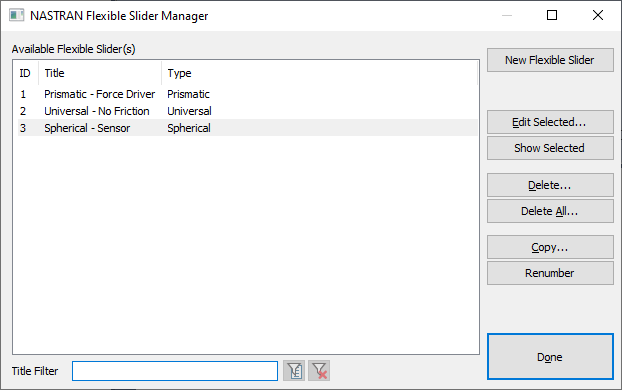 NASTRAN Flexible Slider Manager
Available Flexible Slider(s)
ID Title Type
1 Prismatic - Force Driver Prismatic
2 Universal - No Friction Universal
3 Spherical - Sensor Spherical
New Flexible Slider
Edit Selected...
Show Selected
Delete...
Delete All...
Copy...
Renumber
Done
Title Filter